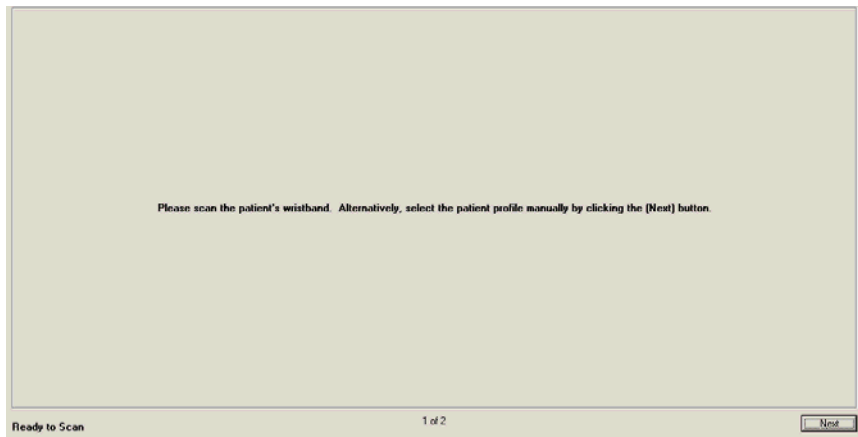 Please scan the patient's wristband.  Alternatively, select the patient profile manually by clicking the [Next] button.
Ready to Scan
1 of 2
Next